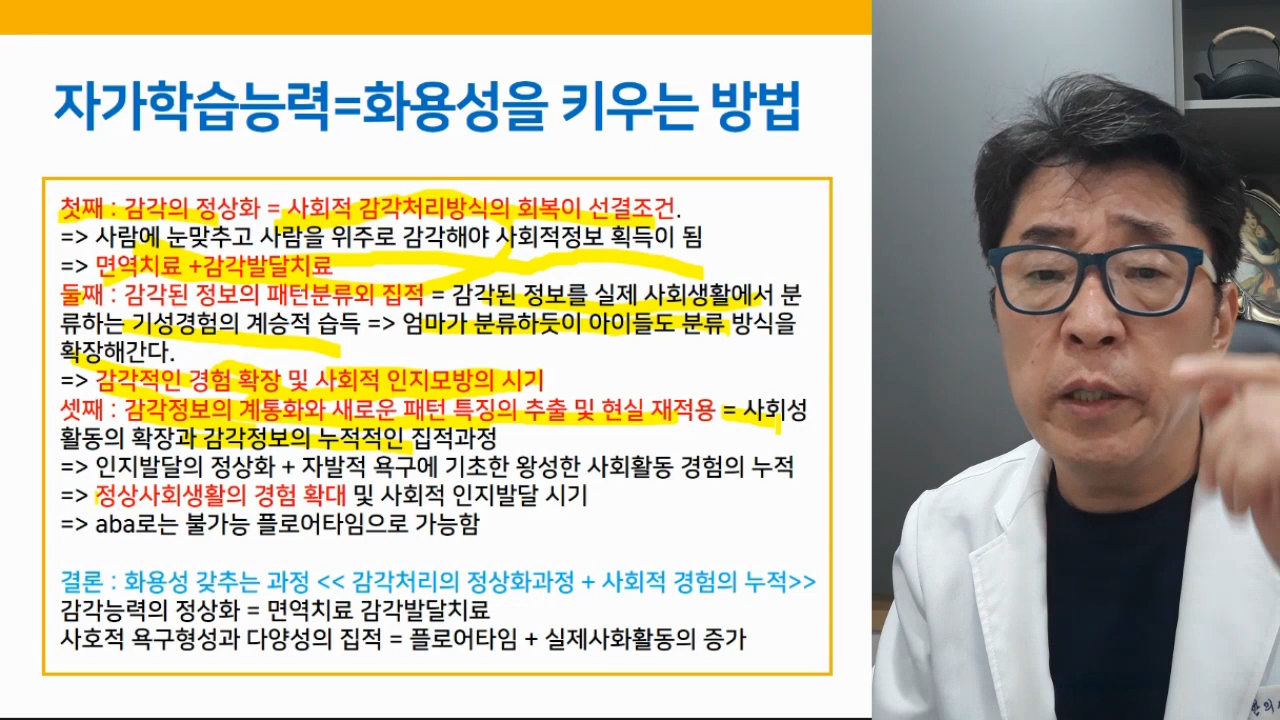 자가학습능력=화용성을 키우는 방법
첫째 : 감각의 정상화 = 사회적 감각처리방식의 회복이 선결조건.
=> 사람에 눈맞추고 사람을 위주로 감각해야 사회적정보 획득이 됨
=> 면역치료 +감각발달치료
둘째 : 감각된 정보의 패턴분류외 집적 = 감각된 정보를 실제 사회생활에서 분
류하는 기성경험의 계승적 습득 => 엄마가 분류하듯이 아이들도 분류 방식을
확장해간다.
=> 감각적인 경험 확장 및 사회적 인지모방의 시기
셋째 : 감각정보의 계통화와 새로운 패턴 특징의 추출 및 현실 재적용 = 사회성
활동의 확장과 감각정보의 누적적인 집적과정
=> 인지발달의 정상화 + 자발적 욕구에 기초한 왕성한 사회활동 경험의 누적
=> 정상사회생활의 경험 확대 및 사회적 인지발달 시기
=> aba로는 불가능 플로어타임으로 가능함
결론 : 화용성 갖추는 과정 << 감각처리의 정상화과정 + 사회적 경험의 누적>>
감각능력의 정상화 = 면역치료 감각발달치료
사호적 욕구형성과 다양성의 집적 = 플로어타임 + 실제사화활동의 증가